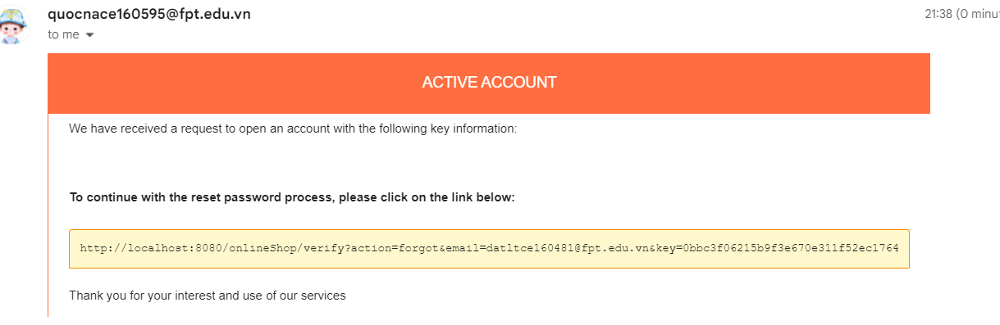 quocnace160595@fpt.edu.vn
21:38 (0 minu
to me
ACTIVE ACCOUNT
We have received a request to open an account with the following key information:
To continue with the reset password process, please click on the link below:
http://localhost:8080/onlineShop/verify?action=forgot&email=datltce160481@fpt.edu.vn&key=0bbc3f06215b9f3e670e311f52ec1764
Thank you for your interest and use of our services